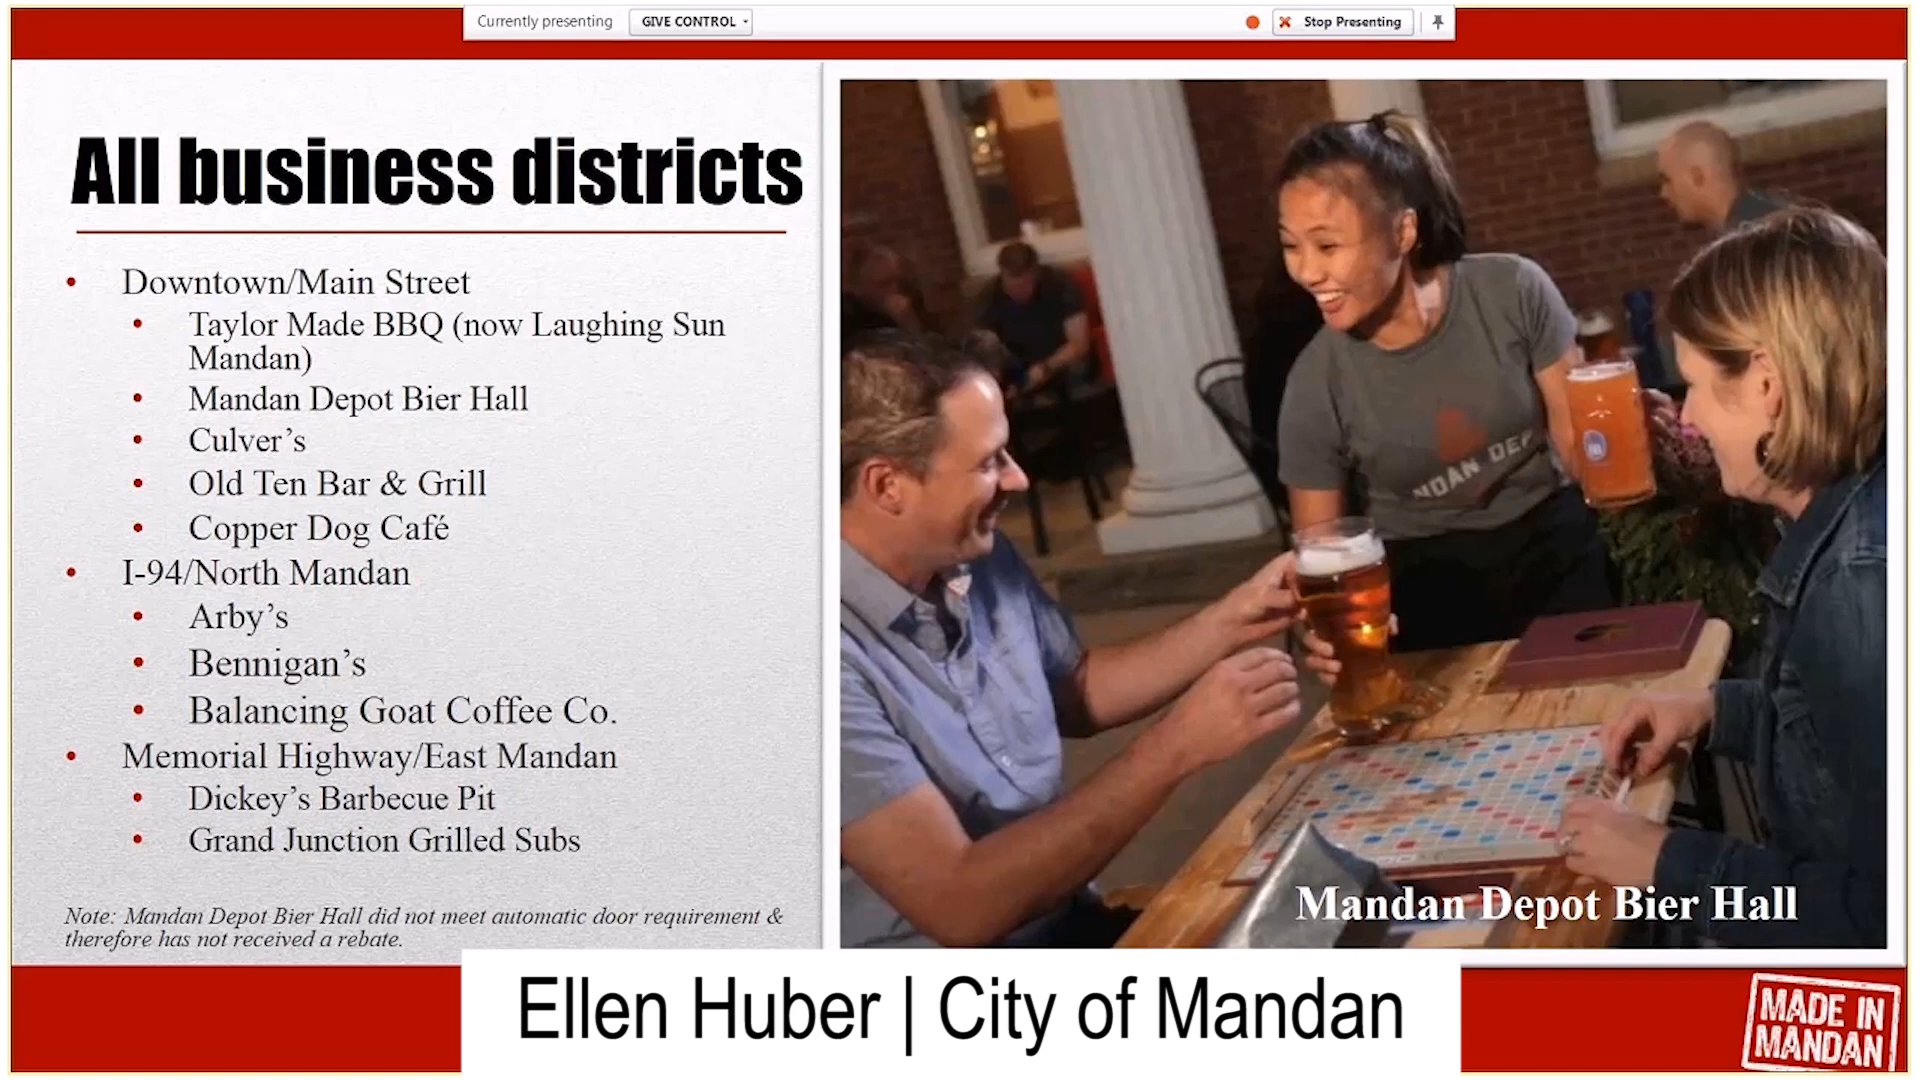 Currently presenting GIVE CONTROL Stop Presenting
All business districts
• Downtown/Main Street
• Taylor Made BBQ (now Laughing Sun
Mandan)
• Mandan Depot Bier Hall
• Culver’s
• Old Ten Bar & Grill
• Copper Dog Café
• I-94/North Mandan
• Arby’s
• Bennigan’s
• Balancing Goat Coffee Co.
• Memorial Highway/East Mandan
• Dickey’s Barbecue Pit
• Grand Junction Grilled Subs
Note: Mandan Depot Bier Hall did not meet automatic door requirement &
therefore has not received a rebate.
NDAN DEP
Mandan Depot Bier Hall
Ellen Huber | City of Mandan
MADE IN
MANDAN